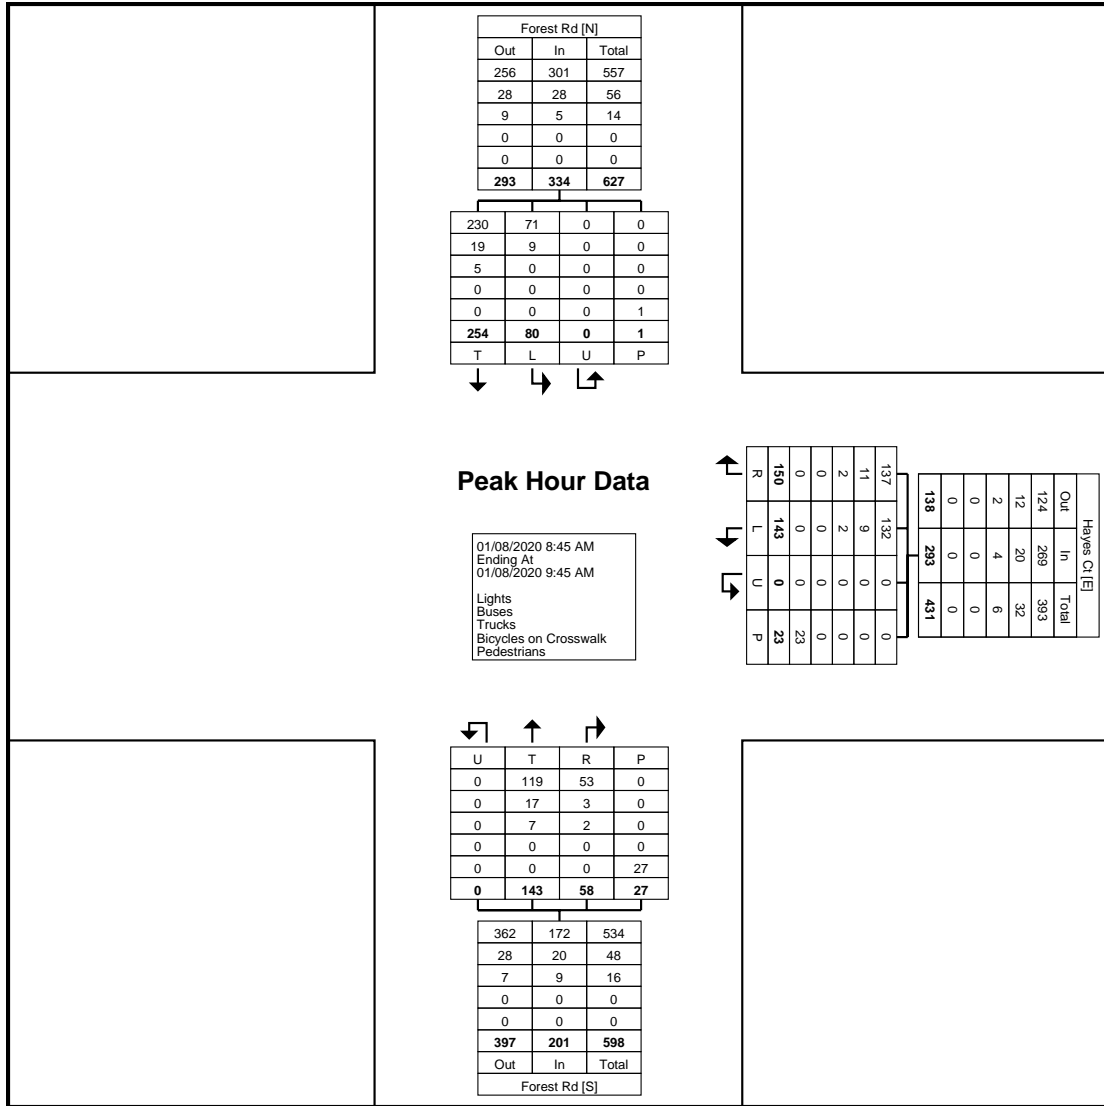 Forest Rd [N]
Out In Total
256 301 557
28 28 56
9 5 14
0 0 0
0 0 0
293 334 627
230 71 0 0
19 9 0 0
5 0 0 0
0 0 0 0
0 0 0 1
254 80 0 1
T L U P
Peak Hour Data
01/08/2020 8:45 AM
Ending At
01/08/2020 9:45 AM
Lights
Buses
Trucks
Bicycles on Crosswalk
Pedestrians
Hayes Ct [E]
Out In Total
124 269 393
12 20 32
2 4 6
0 0 0
0 0 0
138 293 431
137 132 0 0
11 9 0 0
2 2 0 0
0 0 0 0
0 0 0 23
150 143 0 23
R L U P
U T R P
0 119 53 0
0 17 3 0
0 7 2 0
0 0 0 0
0 0 0 27
0 143 58 27
362 172 534
28 20 48
7 9 16
0 0 0
0 0 0
397 201 598
Out In Total
Forest Rd [S]